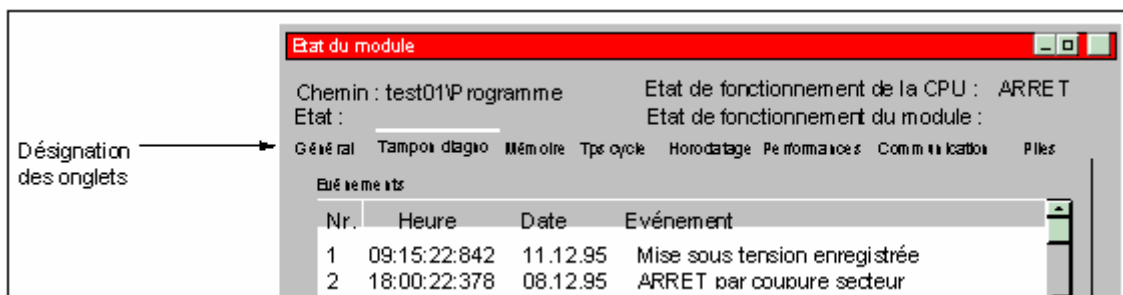 Etat du module
Chemin : test01\Programme
Etat de fonctionnement de la CPU : ARRET
Etat :
Etat de fonctionnement du module :
Désignation des onglets
Général Tampon diagno Mémoire Tps cycle Horodatage Performances Communication Piles
Evénements
Nr. Heure Date Evénement
1 09:15:22:842 11.12.95 Mise sous tension enregistrée
2 18:00:22:378 08.12.95 ARRET par coupure secteur